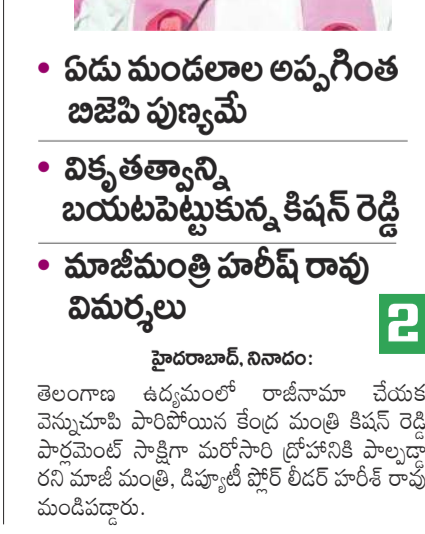 • ఏడు మండలాల అప్పగింత
బిజెపి పుణ్యమే
• వికృతత్వాన్ని
బయటపెట్టుకున్న కిషన్ రెడ్డి
• మాజీమంత్రి హరీష్ రావు
విమర్శలు
2
హైదరాబాద్, నినాదం:
తెలంగాణ ఉద్యమంలో రాజీనామా చేయక
వెన్నుచూపి పారిపోయిన కేంద్ర మంత్రి కిషన్ రెడ్డి
పార్లమెంట్ సాక్షిగా మరోసారి ద్రోహానికి పాల్పడ్డా
రని మాజీ మంత్రి, డిప్యూటీ ఫ్లోర్ లీడర్ హరీశ్ రావు
మండిపడ్డారు.